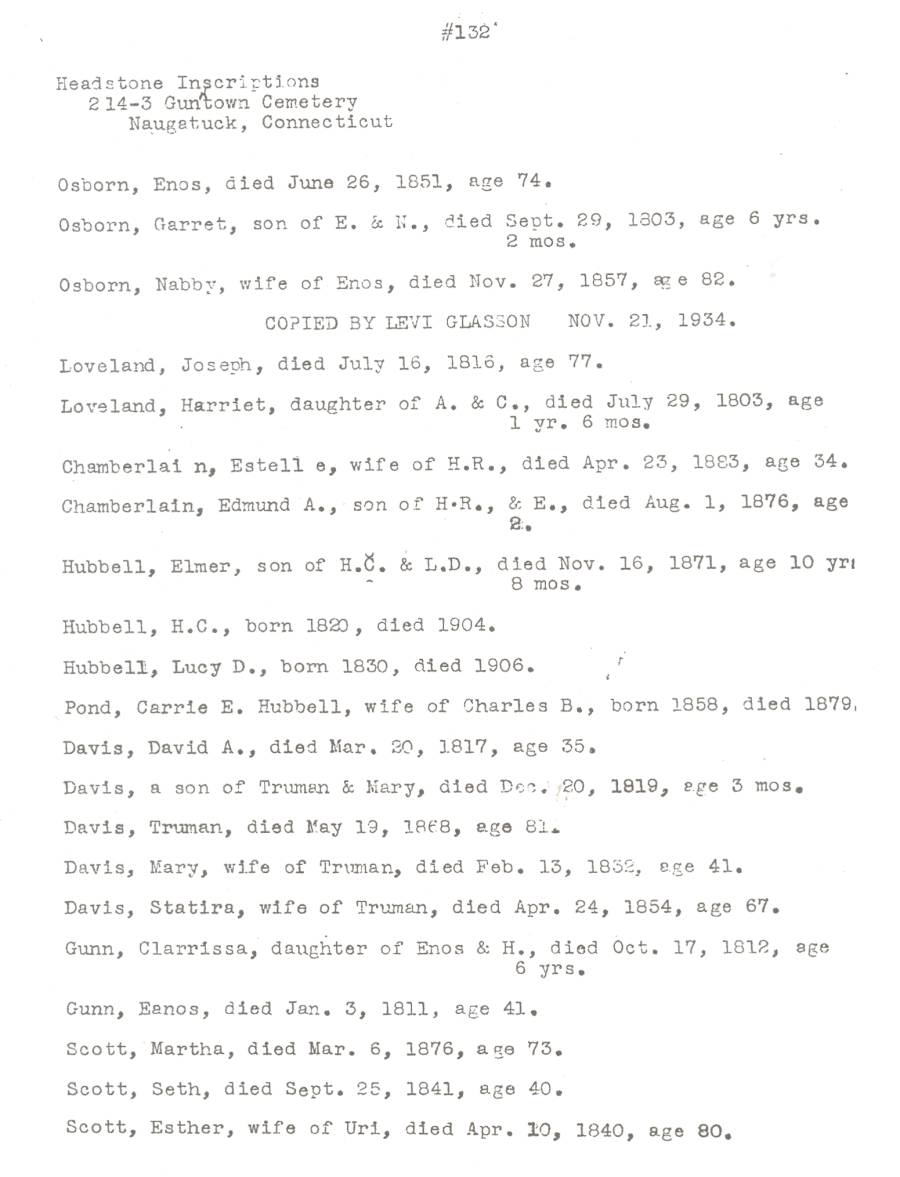 #132
Headstone Inscriptions
214-3 Guntown Cemetery
Naugatuck, Connecticut
Osborn, Enos, died June 26, 1851, age 74.
Osborn, Garret, son of E. & N., died Sept. 29, 1803, age 6 yrs.
2 mos.
Osborn, Nabby, wife of Enos, died Nov. 27, 1857, age 82.
COPIED BY LEVI GLASSON NOV. 21, 1934.
Loveland, Joseph, died July 16, 1816, age 77.
Loveland, Harriet, daughter of A. & C., died July 29, 1803, age
1 yr. 6 mos.
Chamberlai n, Estell e, wife of H.R., died Apr. 23, 1883, age 34.
Chamberlain, Edmund A., son of H.R., & E., died Aug. 1, 1876, age
2.
Hubbell, Elmer, son of H.C. & L.D., died Nov. 16, 1871, age 10 yr
8 mos.
Hubbell, H.C., born 1820, died 1904.
Hubbell, Lucy D., born 1830, died 1906.
Pond, Carrie E. Hubbell, wife of Charles B., born 1858, died 1879,
Davis, David A., died Mar. 20, 1817, age 35.
Davis, a son of Truman & Mary, died Dec. 20, 1819, age 3 mos.
Davis, Truman, died May 19, 1868, age 81.
Davis, Mary, wife of Truman, died Feb. 13, 1832, age 41.
Davis, Statira, wife of Truman, died Apr. 24, 1854, age 67.
Gunn, Clarrissa, daughter of Enos & H., died Oct. 17, 1812, age
6 yrs.
Gunn, Eanos, died Jan. 3, 1811, age 41.
Scott, Martha, died Mar. 6, 1876, age 73.
Scott, Seth, died Sept. 25, 1841, age 40.
Scott, Esther, wife of Uri, died Apr. 10, 1840, age 80.